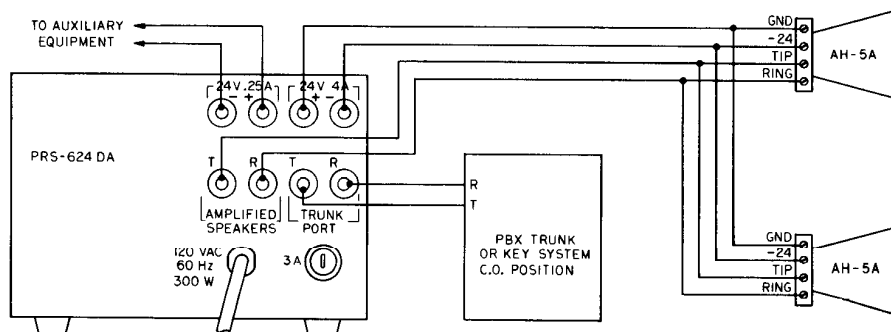 TO AUXILIARY
EQUIPMENT
24V .25A
- +
24V 4A
+ -
PRS-624 DA
T R T R
AMPLIFIED
SPEAKERS
TRUNK
PORT
120 VAC
60 Hz
300 W
3A
R
T
PBX TRUNK
OR KEY SYSTEM
C.O. POSITION
GND
-24
TIP
RING
AH-5A
GND
-24
TIP
RING
AH-5A